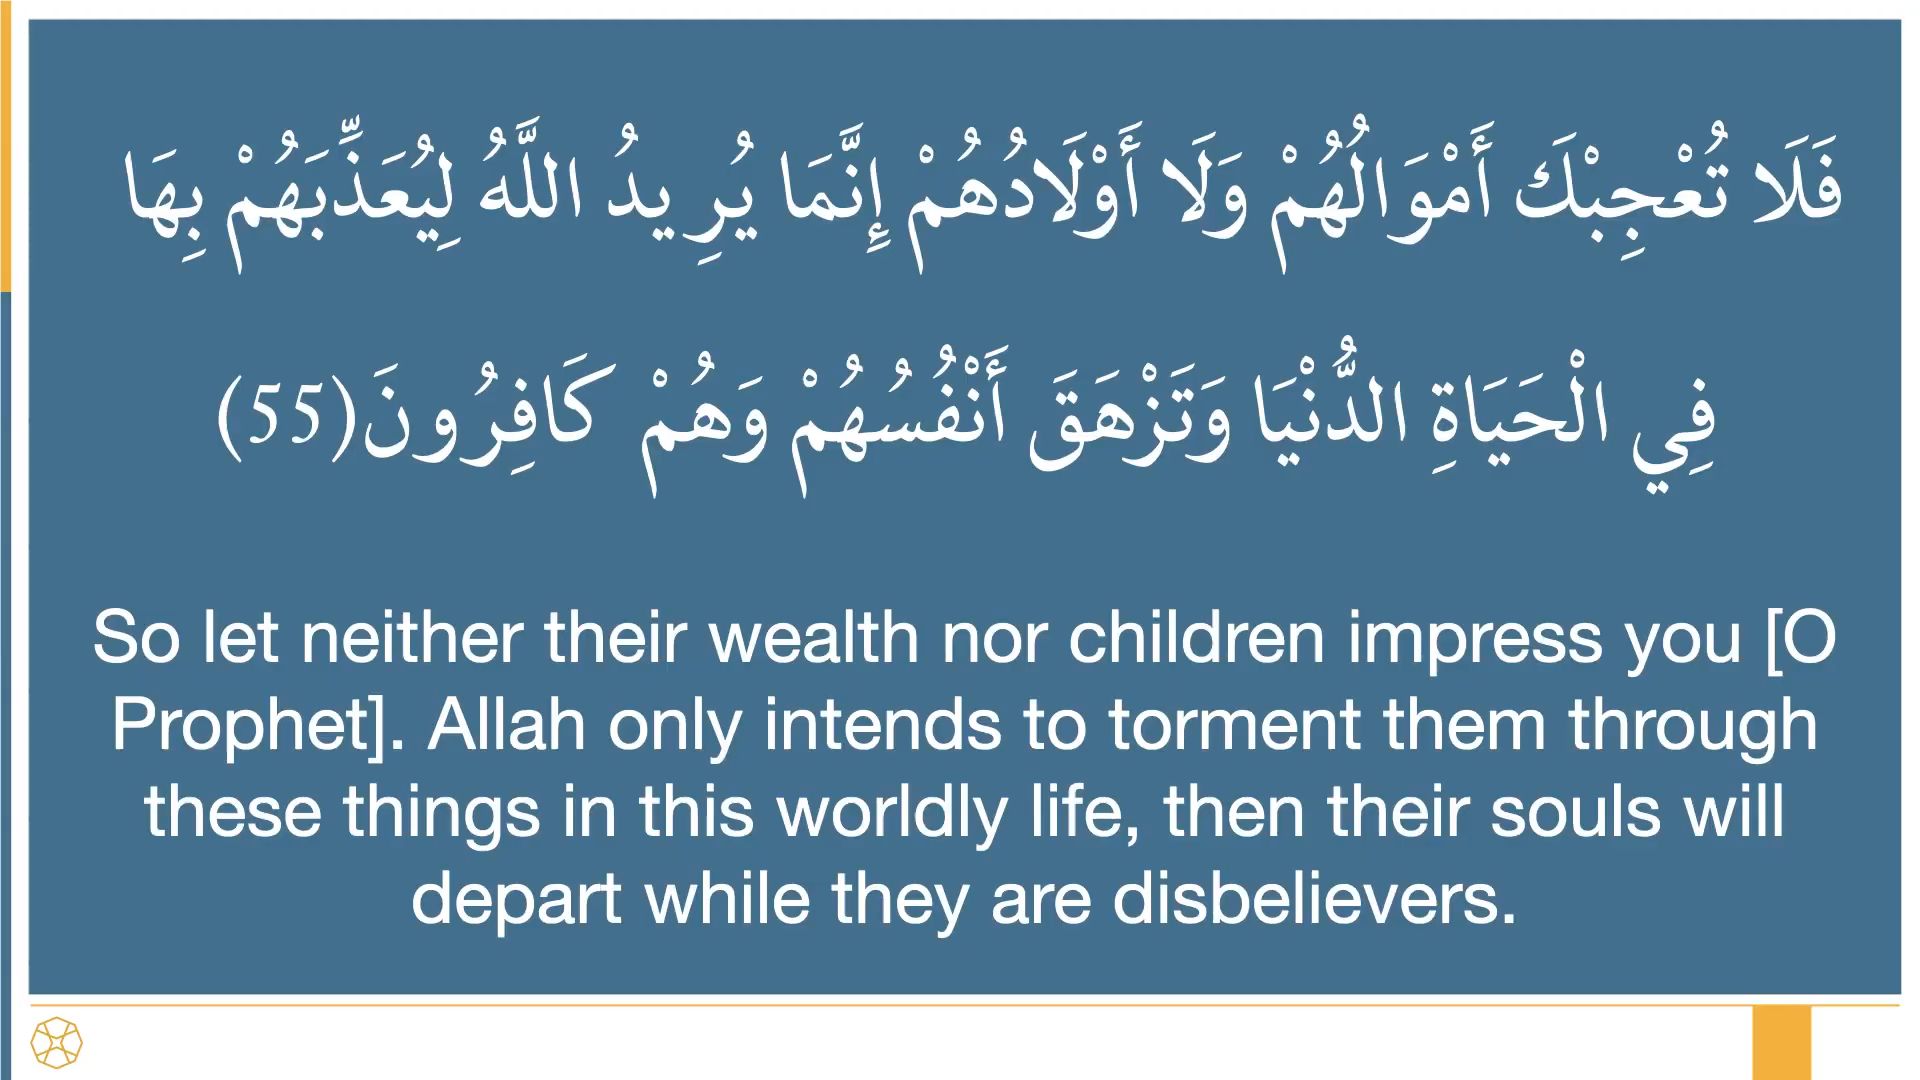 فَلَا تُعْجِبْكَ أَمْوَالُهُمْ وَلَا أَوْلَادُهُمْ إِنَّمَا يُرِيدُ اللَّهُ لِيُعَذِّبَهُمْ بِهَا
فِي الْحَيَاةِ الدُّنْيَا وَتَزْهَقَ أَنْفُسُهُمْ وَهُمْ كَافِرُونَ(55)
So let neither their wealth nor children impress you [O
Prophet]. Allah only intends to torment them through
these things in this worldly life, then their souls will
depart while they are disbelievers.